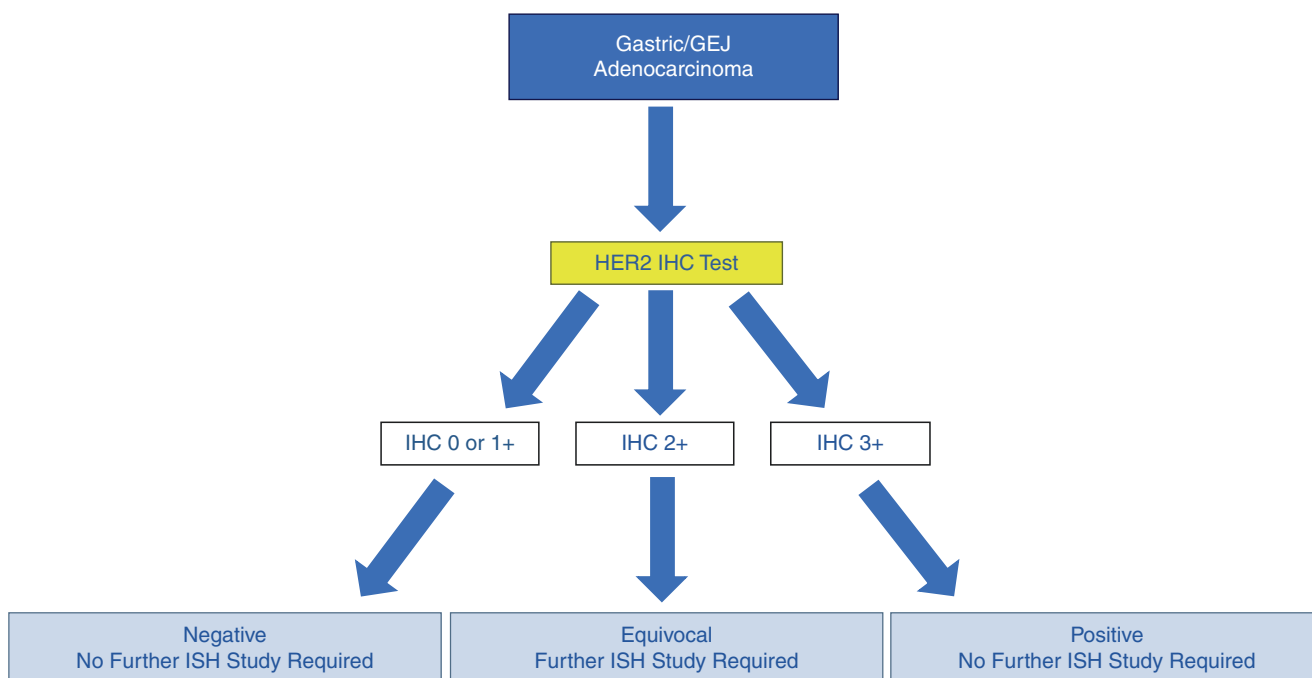 Gastric/GEJ
Adenocarcinoma
HER2 IHC Test
IHC 0 or 1+
IHC 2+
IHC 3+
Negative
No Further ISH Study Required
Equivocal
Further ISH Study Required
Positive
No Further ISH Study Required